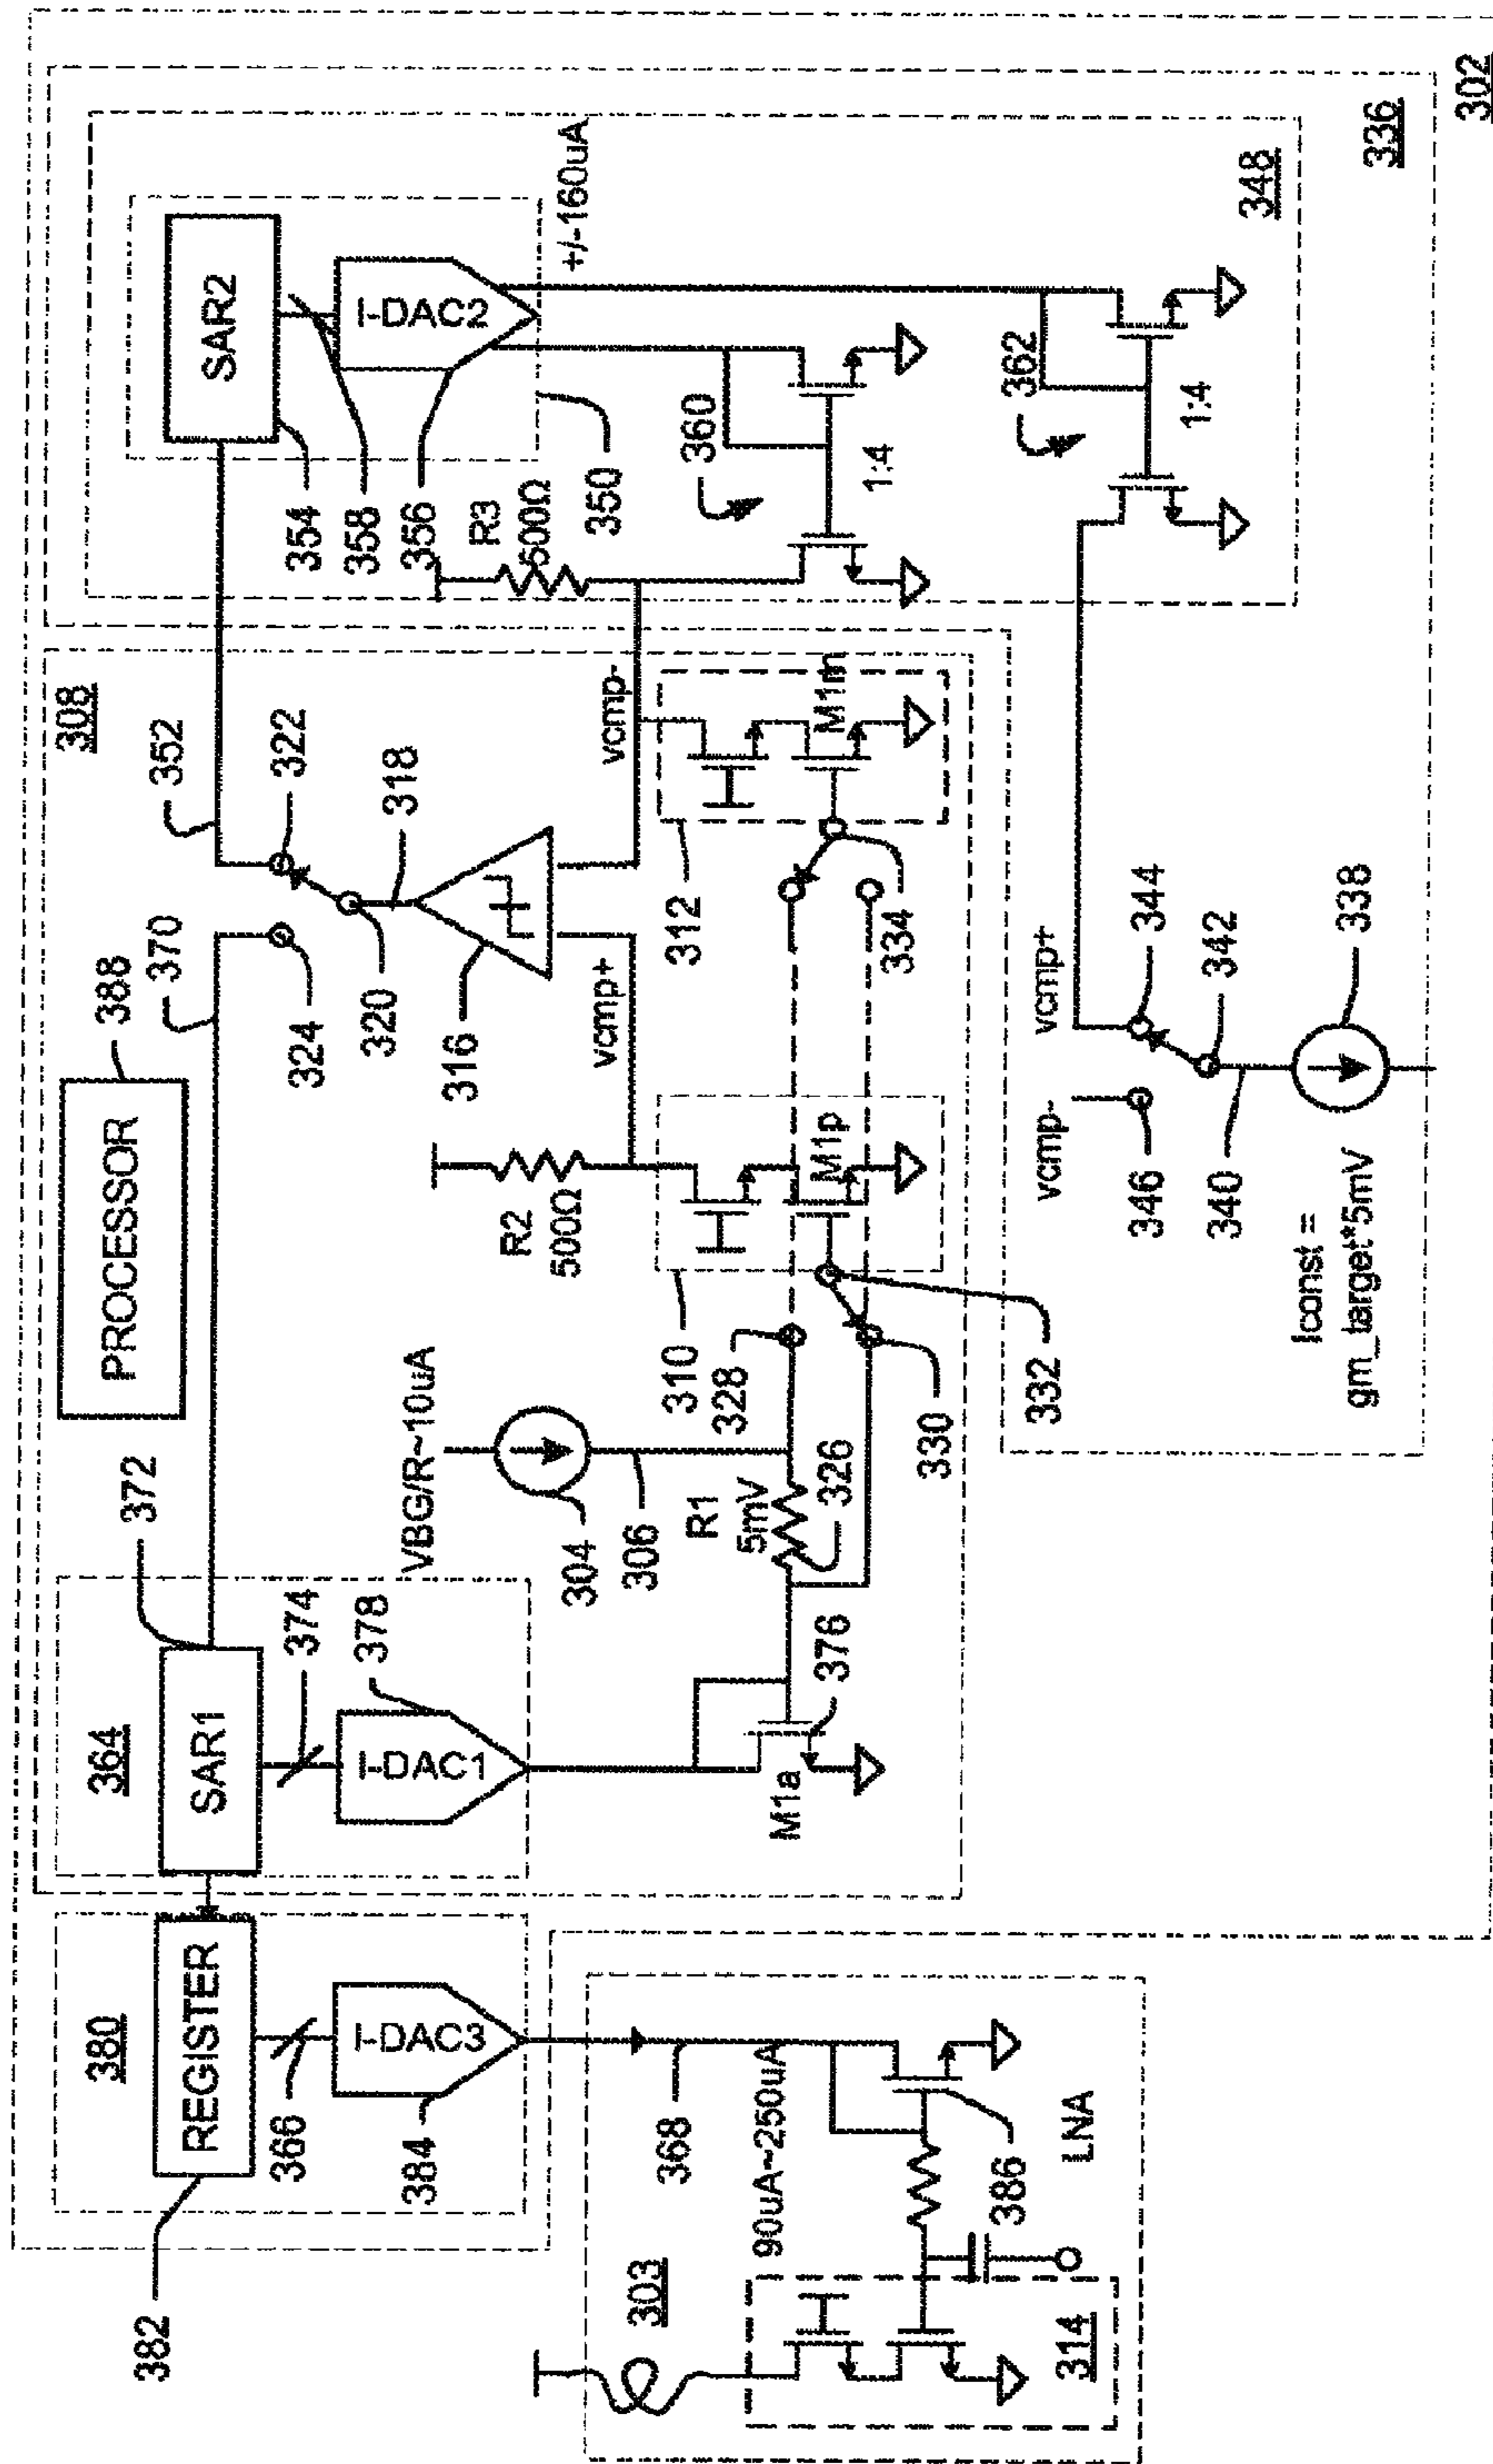 382
380
REGISTER
366
I-DAC3
384
303
368
90uA~250uA
386
LNA
314
372
364
SAR1
374
I-DAC1
378
M1a
376
PROCESSOR
388
VBG/R~10uA
304
306
R1
5mV
326
328
330
332
310
R2
500Ω
M1p
370
324
320
316
vcmp+
308
352
322
318
vcmp-
312
M1n
334
SAR2
354
358
356
I-DAC2
350
+/-160uA
R3
500Ω
360
1:4
362
1:4
348
336
302
vcmp-
vcmp+
346
344
342
340
338
Iconst =
gm_target*5mV